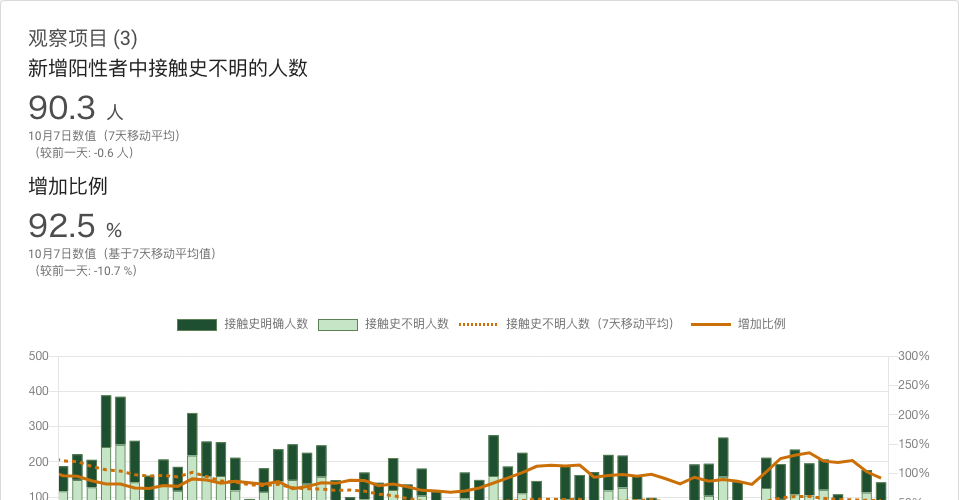 观察项目 (3)
新增阳性者中接触史不明的人数
90.3 人
10月7日数值（7天移动平均）
（较前一天: -0.6 人）
增加比例
92.5 %
10月7日数值（基于7天移动平均值）
（较前一天: -10.7 %）
接触史明确人数 接触史不明人数 接触史不明人数（7天移动平均） 增加比例
500 300%
250%
400
200%
300
150%
200
100%
100